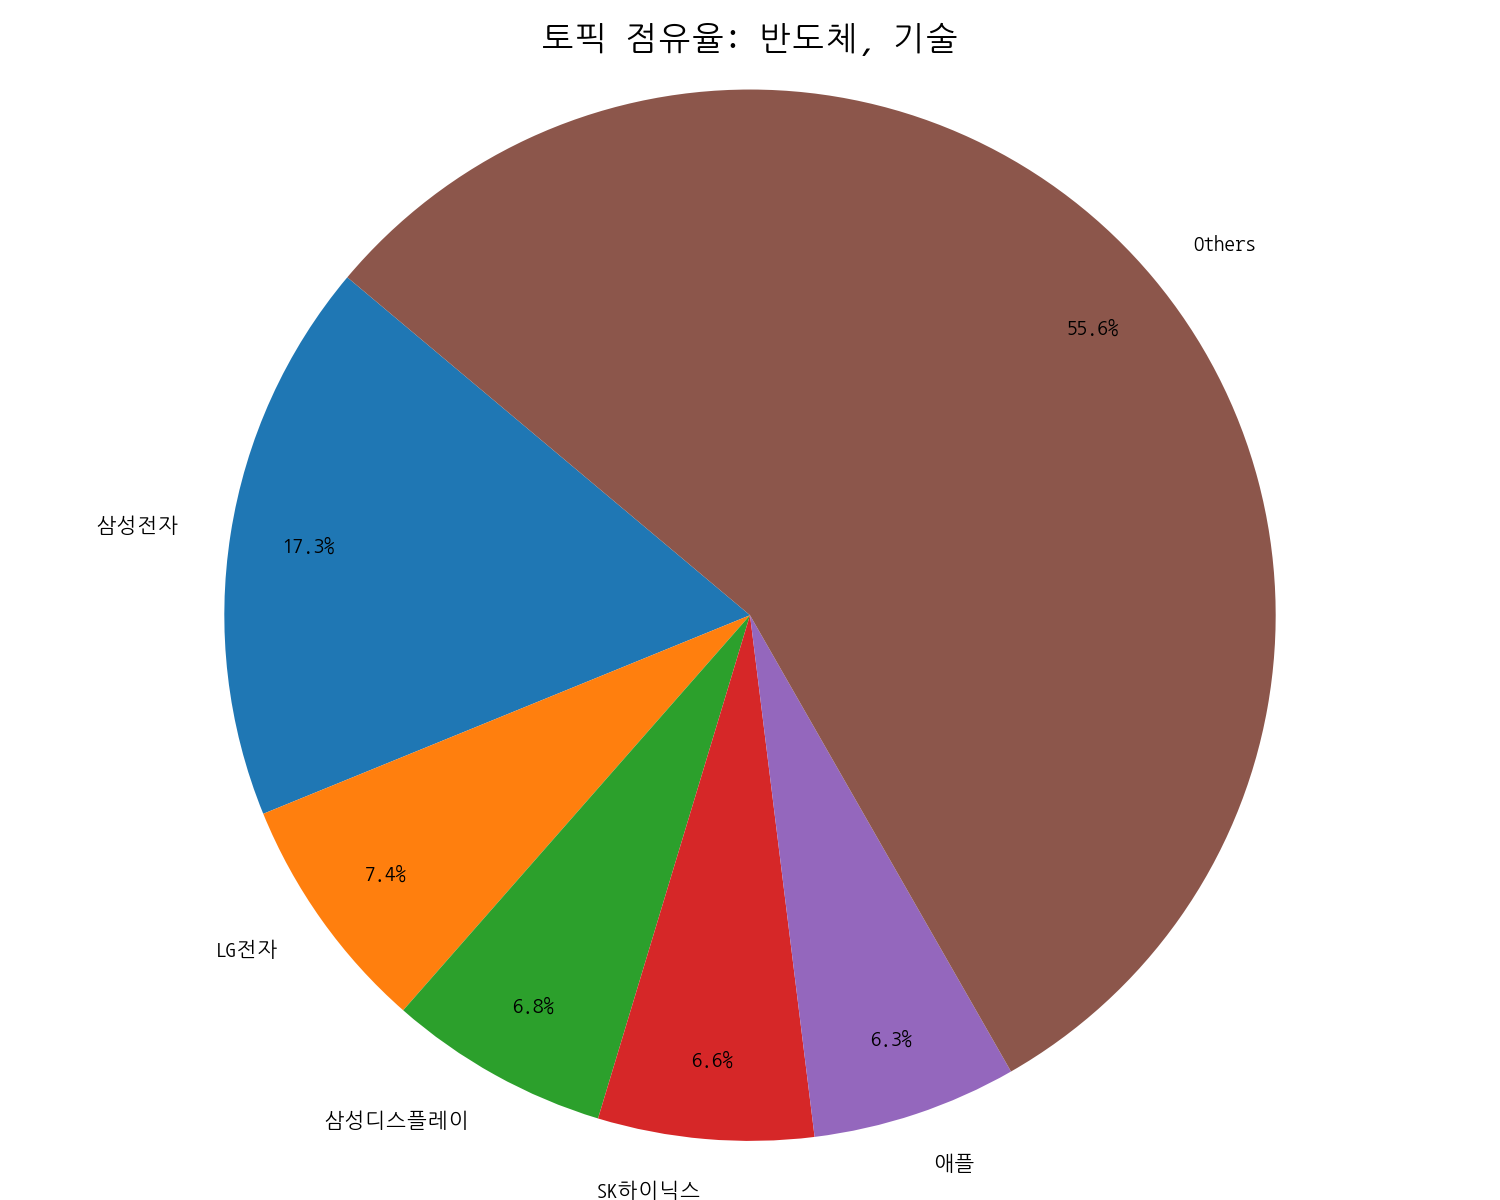 토픽 점유율: 반도체, 기술
Others
55.6%
삼성전자
17.3%
7.4%
LG전자
6.8%
6.6%
6.3%
삼성디스플레이
애플
SK하이닉스